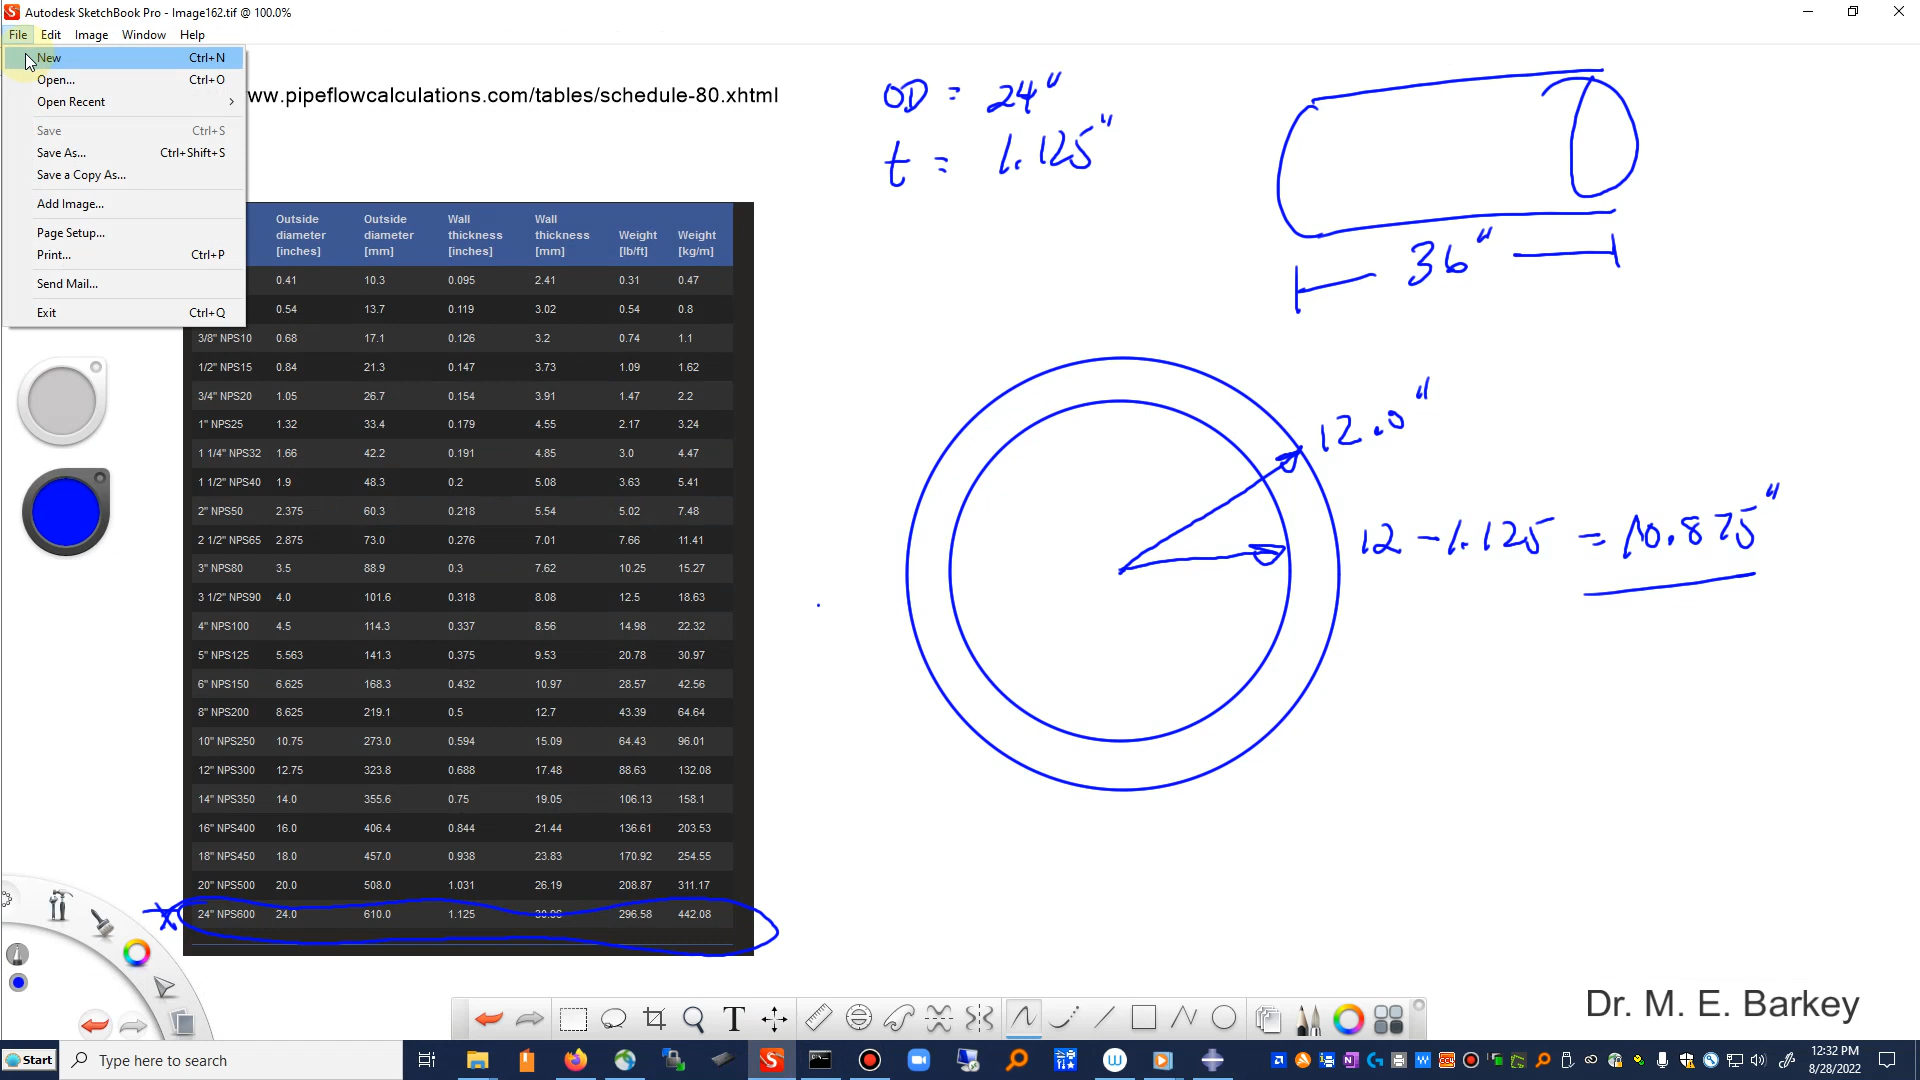 Autodesk SketchBook Pro - Image162.tif @ 100.0%
File Edit Image Window Help
New Ctrl+N
Open... Ctrl+O
Open Recent
Save Ctrl+S
Save As... Ctrl+Shift+S
Save a Copy As...
Add Image...
Page Setup...
Print... Ctrl+P
Send Mail...
Exit Ctrl+Q
ww.pipeflowcalculations.com/tables/schedule-80.xhtml
OD = 24"
t = 1.125"
36"
12.0"
12 - 1.125 = 10.875"
Outside diameter [inches] Outside diameter [mm] Wall thickness [inches] Wall thickness [mm] Weight [lb/ft] Weight [kg/m]
0.41 10.3 0.095 2.41 0.31 0.47
0.54 13.7 0.119 3.02 0.54 0.8
3/8" NPS10 0.68 17.1 0.126 3.2 0.74 1.1
1/2" NPS15 0.84 21.3 0.147 3.73 1.09 1.62
3/4" NPS20 1.05 26.7 0.154 3.91 1.47 2.2
1" NPS25 1.32 33.4 0.179 4.55 2.17 3.24
1 1/4" NPS32 1.66 42.2 0.191 4.85 3.0 4.47
1 1/2" NPS40 1.9 48.3 0.2 5.08 3.63 5.41
2" NPS50 2.375 60.3 0.218 5.54 5.02 7.48
2 1/2" NPS65 2.875 73.0 0.276 7.01 7.66 11.41
3" NPS80 3.5 88.9 0.3 7.62 10.25 15.27
3 1/2" NPS90 4.0 101.6 0.318 8.08 12.5 18.63
4" NPS100 4.5 114.3 0.337 8.56 14.98 22.32
5" NPS125 5.563 141.3 0.375 9.53 20.78 30.97
6" NPS150 6.625 168.3 0.432 10.97 28.57 42.56
8" NPS200 8.625 219.1 0.5 12.7 43.39 64.64
10" NPS250 10.75 273.0 0.594 15.09 64.43 96.01
12" NPS300 12.75 323.8 0.688 17.48 88.63 132.08
14" NPS350 14.0 355.6 0.75 19.05 106.13 158.1
16" NPS400 16.0 406.4 0.844 21.44 136.61 203.53
18" NPS450 18.0 457.0 0.938 23.83 170.92 254.55
20" NPS500 20.0 508.0 1.031 26.19 208.87 311.17
24" NPS600 24.0 610.0 1.125 296.58 442.08
Dr. M. E. Barkey
Start Type here to search
12:32 PM
8/28/2022